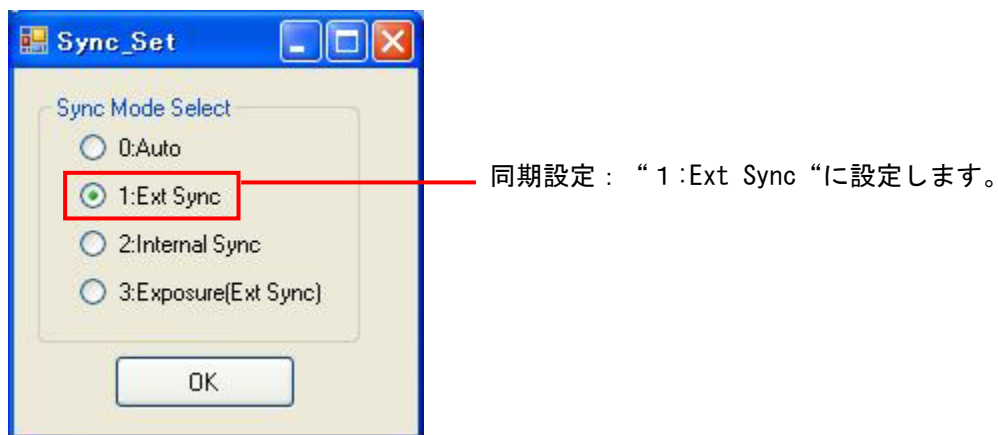 Sync_Set
Sync Mode Select
0:Auto
1:Ext Sync
2:Internal Sync
3:Exposure(Ext Sync)
OK
同期設定： “１:Ext Sync “に設定します。